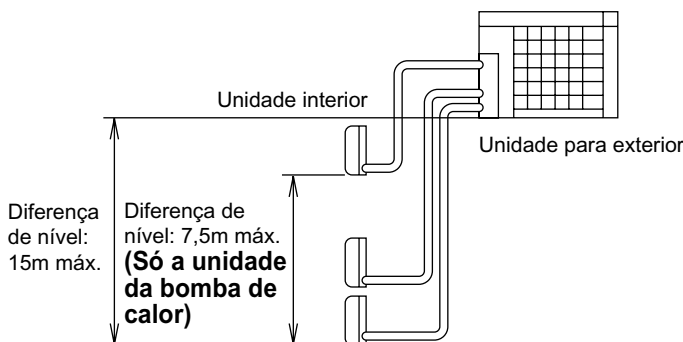 Unidade interior
Unidade para exterior
Diferença
de nível:
15m máx.
Diferença de
nível: 7,5m máx.
(Só a unidade
da bomba de
calor)